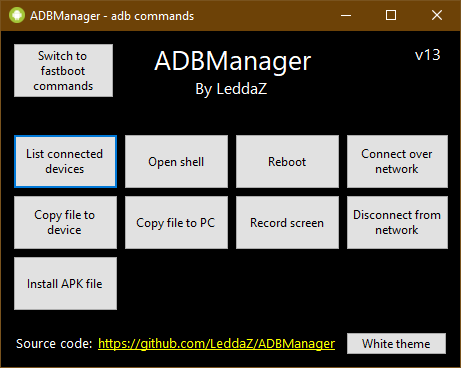 ADBManager - adb commands
Switch to
fastboot
commands
ADBManager
By LeddaZ
v13
List connected
devices
Open shell
Reboot
Connect over
network
Copy file to
device
Copy file to PC
Record screen
Disconnect from
network
Install APK file
Source code: https://github.com/LeddaZ/ADBManager
White theme